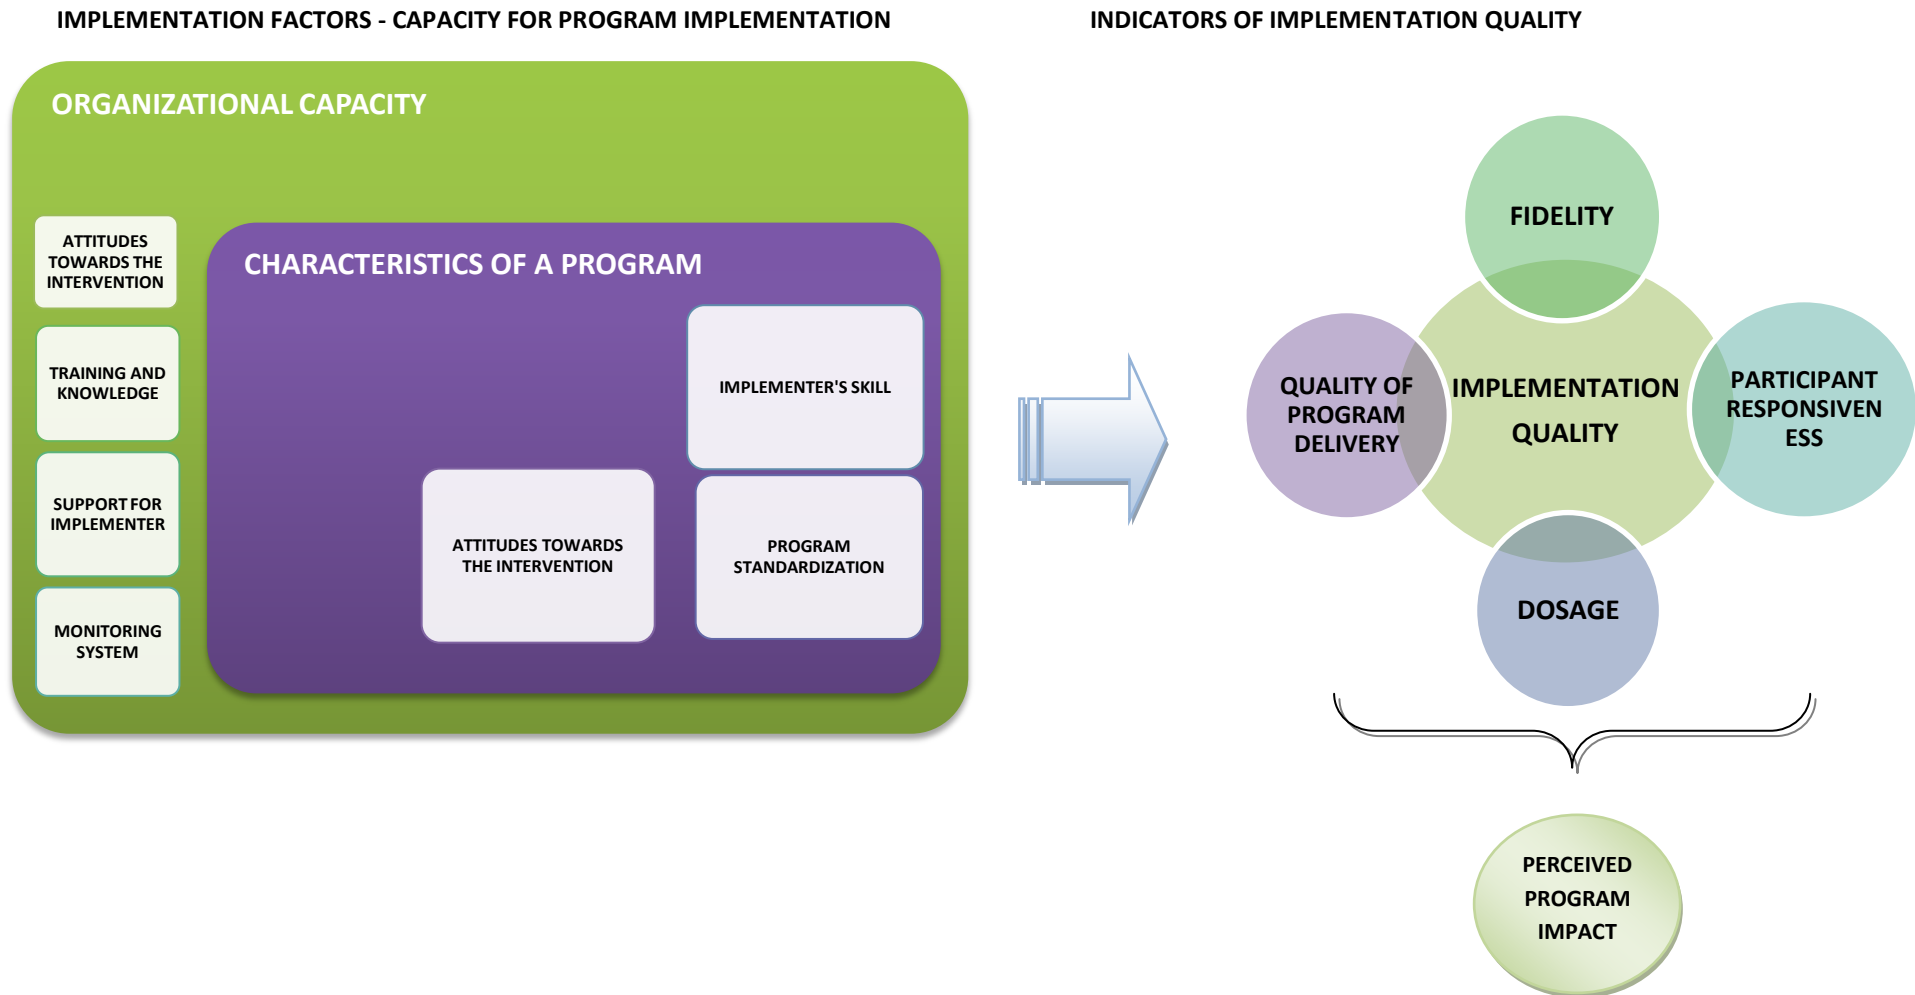 IMPLEMENTATION FACTORS - CAPACITY FOR PROGRAM IMPLEMENTATION
INDICATORS OF IMPLEMENTATION QUALITY
ORGANIZATIONAL CAPACITY
ATTITUDES
TOWARDS THE
INTERVENTION
TRAINING AND
KNOWLEDGE
SUPPORT FOR
IMPLEMENTER
MONITORING
SYSTEM
CHARACTERISTICS OF A PROGRAM
IMPLEMENTER'S SKILL
ATTITUDES TOWARDS
THE INTERVENTION
PROGRAM
STANDARDIZATION
FIDELITY
QUALITY OF
PROGRAM
DELIVERY
IMPLEMENTATION
QUALITY
PARTICIPANT
RESPONSIVEN
ESS
DOSAGE
PERCEIVED
PROGRAM
IMPACT